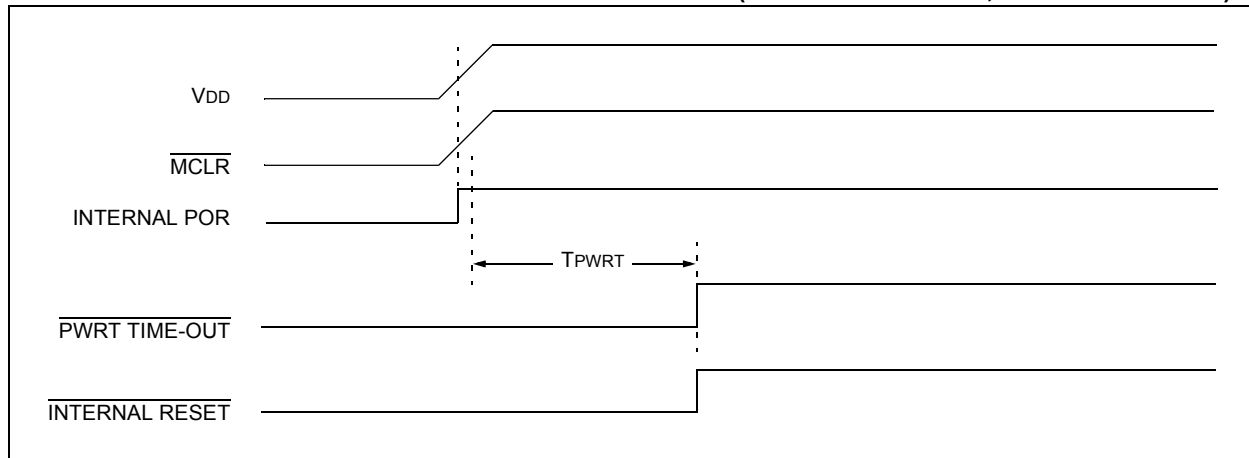 VDD
MCLR
INTERNAL POR
TPWRT
PWRT TIME-OUT
INTERNAL RESET